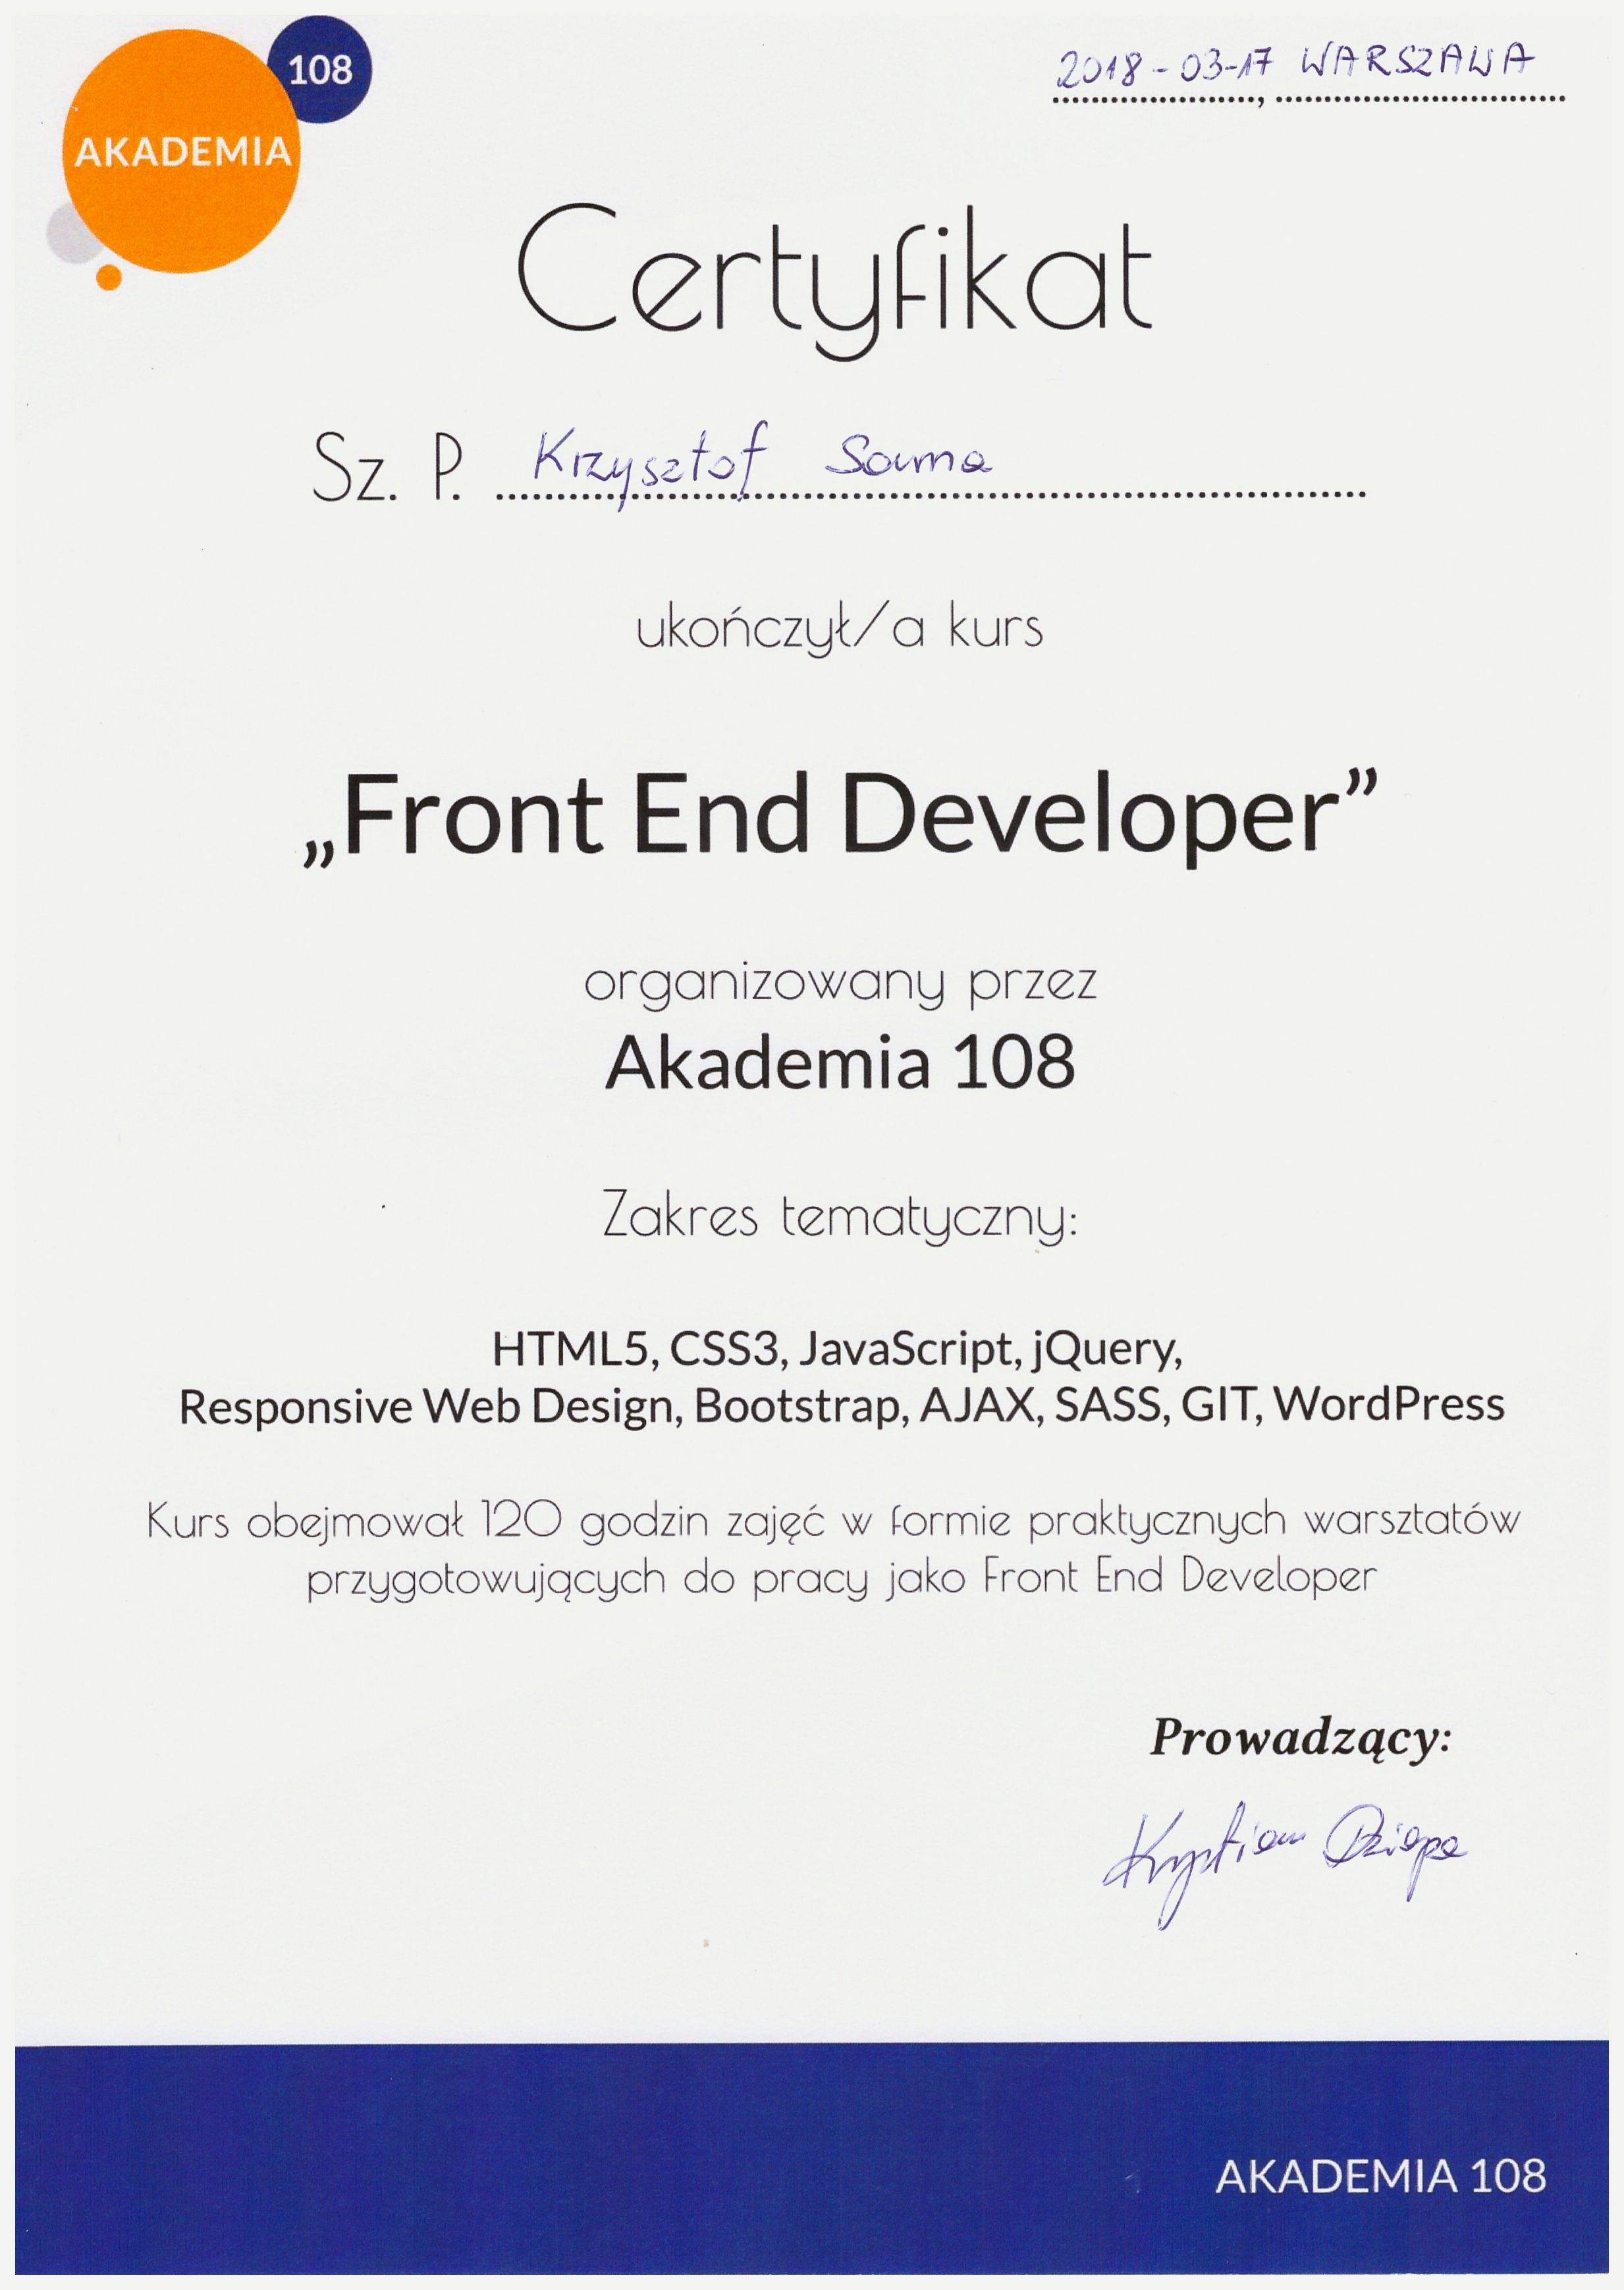 108
AKADEMIA
2018-03-17 WARSZAWA
Certyfikat
Sz. P. Krzysztof
ukończył/a kurs
„Front End Developer”
organizowany przez
Akademia 108
Zakres tematyczny:
HTML5, CSS3, JavaScript, jQuery,
Responsive Web Design, Bootstrap, AJAX, SASS, GIT, WordPress
Kurs obejmował 120 godzin zajęć w formie praktycznych warsztatów
przygotowujących do pracy jako Front End Developer
Prowadzący:
Krystian
AKADEMIA 108